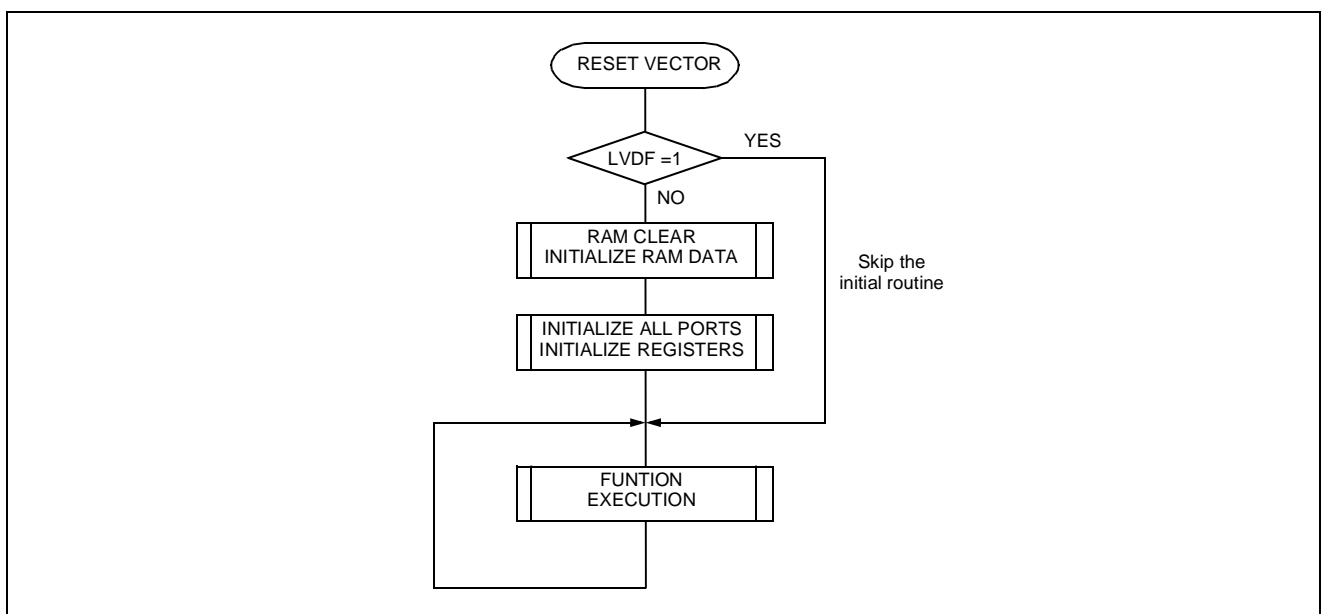 RESET VECTOR
YES
LVDF =1
NO
RAM CLEAR
INITIALIZE RAM DATA
Skip the
initial routine
INITIALIZE ALL PORTS
INITIALIZE REGISTERS
FUNTION
EXECUTION